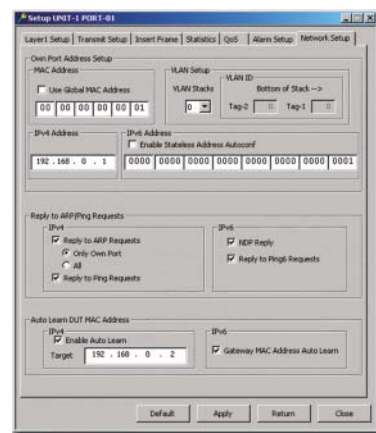 Setup UNIT-1 PORT-01
Layer1 Setup Transmit Setup Insert Frame Statistics QoS Alarm Setup Network Setup
Own Port Address Setup
MAC Address
Use Global MAC Address
00 00 00 00 00 01
VLAN Setup
VLAN Stacks
0
VLAN ID
Bottom of Stack -->
Tag-2 0 Tag-1 0
IPv4 Address
192 . 168 . 0 . 1
IPv6 Address
Enable Stateless Address Autoconf
0000 0000 0000 0000 0000 0000 0000 0001
Reply to ARP/Ping Requests
IPv4
Reply to ARP Requests
Only Own Port
All
Reply to Ping Requests
IPv6
NDP Reply
Reply to Ping6 Requests
Auto Learn DUT MAC Address
IPv4
Enable Auto Learn
Target 192 . 168 . 0 . 2
IPv6
Gateway MAC Address Auto Learn
Default Apply Return Close